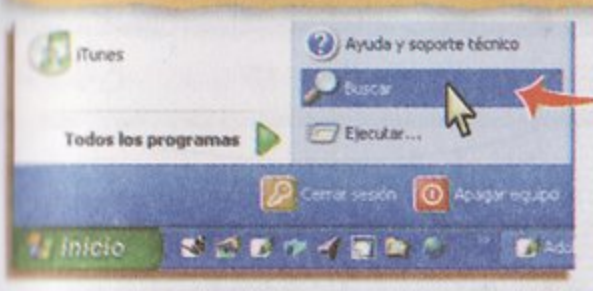 iTunes
Ayuda y soporte técnico
Buscar
Todos los programas
Ejecutar...
Cerrar sesión
Apagar equipo
Inicio